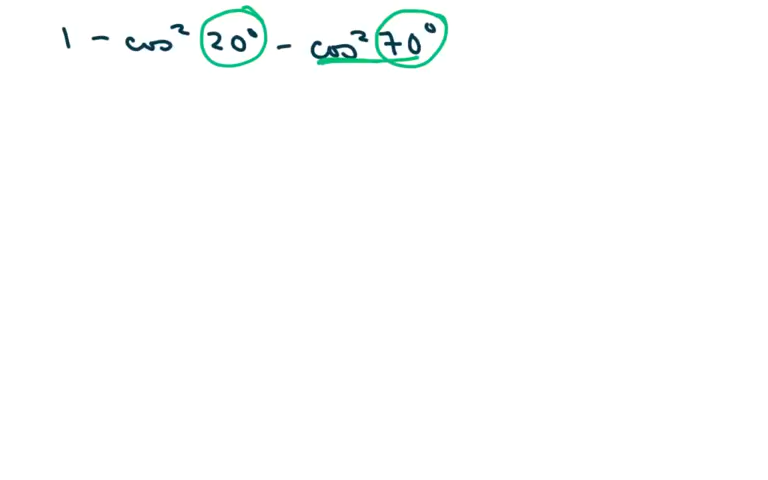 1 - cos² 20° - cos² 70°